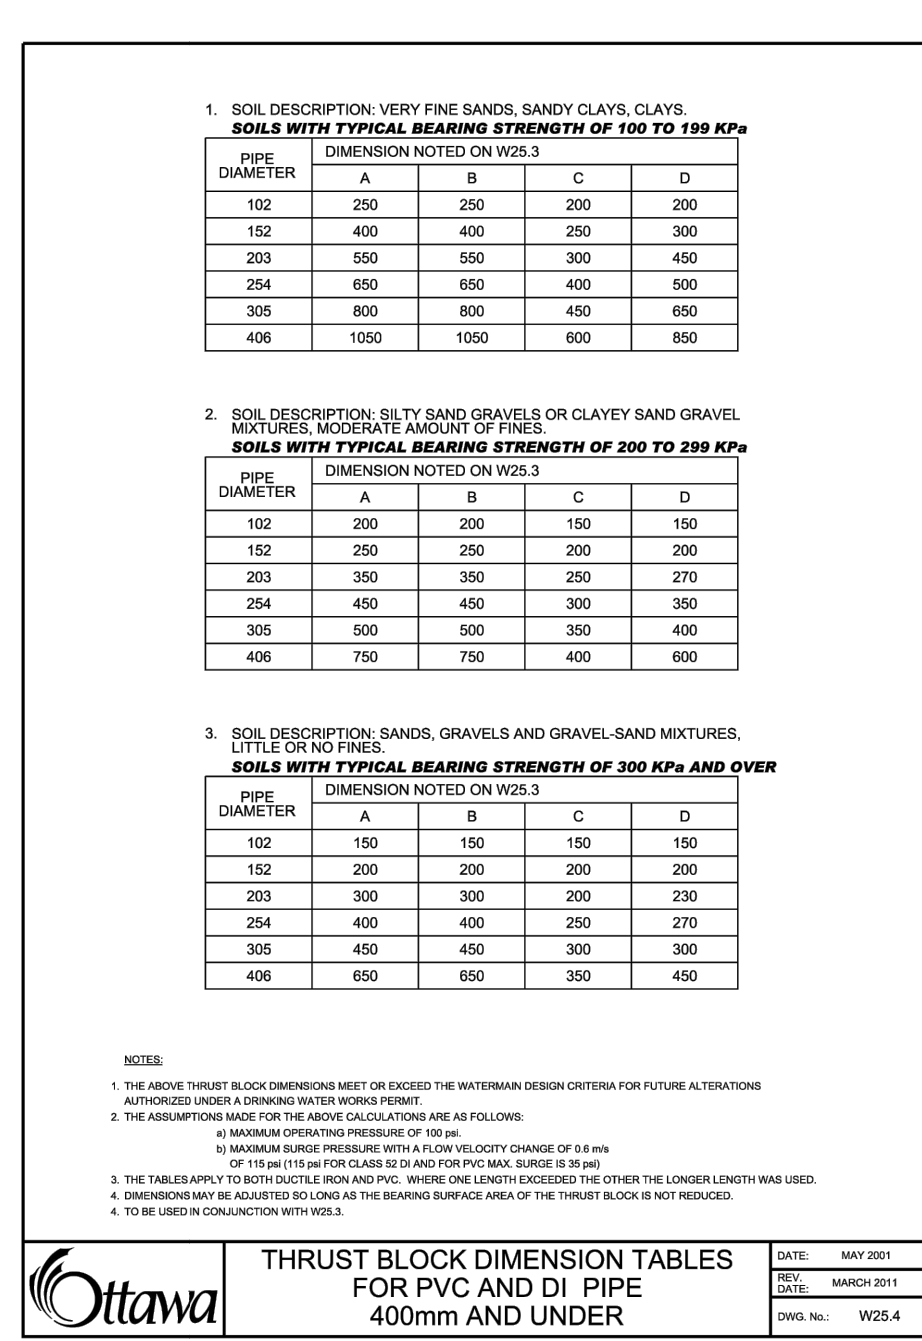 1. SOIL DESCRIPTION: VERY FINE SANDS, SANDY CLAYS, CLAYS.
SOILS WITH TYPICAL BEARING STRENGTH OF 100 TO 199 KPa
PIPE DIAMETER DIMENSION NOTED ON W25.3
A B C D
102 250 250 200 200
152 400 400 250 300
203 550 550 300 450
254 650 650 400 500
305 800 800 450 650
406 1050 1050 600 850
2. SOIL DESCRIPTION: SILTY SAND GRAVELS OR CLAYEY SAND GRAVEL
MIXTURES, MODERATE AMOUNT OF FINES.
SOILS WITH TYPICAL BEARING STRENGTH OF 200 TO 299 KPa
PIPE DIAMETER DIMENSION NOTED ON W25.3
A B C D
102 200 200 150 150
152 250 250 200 200
203 350 350 250 270
254 450 450 300 350
305 500 500 350 400
406 750 750 400 600
3. SOIL DESCRIPTION: SANDS, GRAVELS AND GRAVEL-SAND MIXTURES,
LITTLE OR NO FINES.
SOILS WITH TYPICAL BEARING STRENGTH OF 300 KPa AND OVER
PIPE DIAMETER DIMENSION NOTED ON W25.3
A B C D
102 150 150 150 150
152 200 200 200 200
203 300 300 200 230
254 400 400 250 270
305 450 450 300 300
406 650 650 350 450
NOTES:
1. THE ABOVE THRUST BLOCK DIMENSIONS MEET OR EXCEED THE WATERMAIN DESIGN CRITERIA FOR FUTURE ALTERATIONS
AUTHORIZED UNDER A DRINKING WATER WORKS PERMIT.
2. THE ASSUMPTIONS MADE FOR THE ABOVE CALCULATIONS ARE AS FOLLOWS:
a) MAXIMUM OPERATING PRESSURE OF 100 psi.
b) MAXIMUM SURGE PRESSURE WITH A FLOW VELOCITY CHANGE OF 0.6 m/s
OF 115 psi (115 psi FOR CLASS 52 DI AND FOR PVC MAX. SURGE IS 35 psi)
3. THE TABLES APPLY TO BOTH DUCTILE IRON AND PVC. WHERE ONE LENGTH EXCEEDED THE OTHER THE LONGER LENGTH WAS USED.
4. DIMENSIONS MAY BE ADJUSTED SO LONG AS THE BEARING SURFACE AREA OF THE THRUST BLOCK IS NOT REDUCED.
4. TO BE USED IN CONJUNCTION WITH W25.3.
Ottawa
THRUST BLOCK DIMENSION TABLES
FOR PVC AND DI PIPE
400mm AND UNDER
DATE: MAY 2001
REV. DATE: MARCH 2011
DWG. No.: W25.4